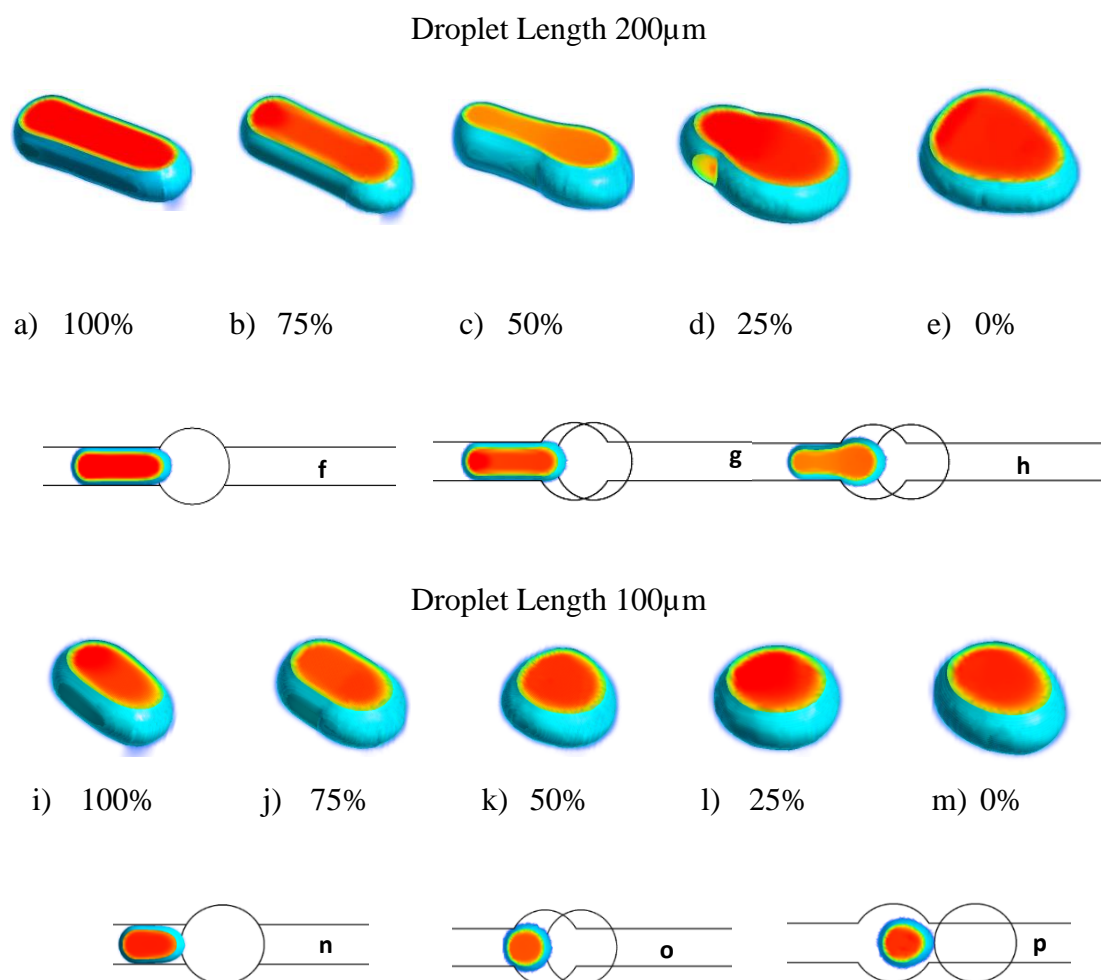 Droplet Length 200µm
a) 100% b) 75% c) 50% d) 25% e) 0%
f g h
Droplet Length 100µm
i) 100% j) 75% k) 50% l) 25% m) 0%
n o p